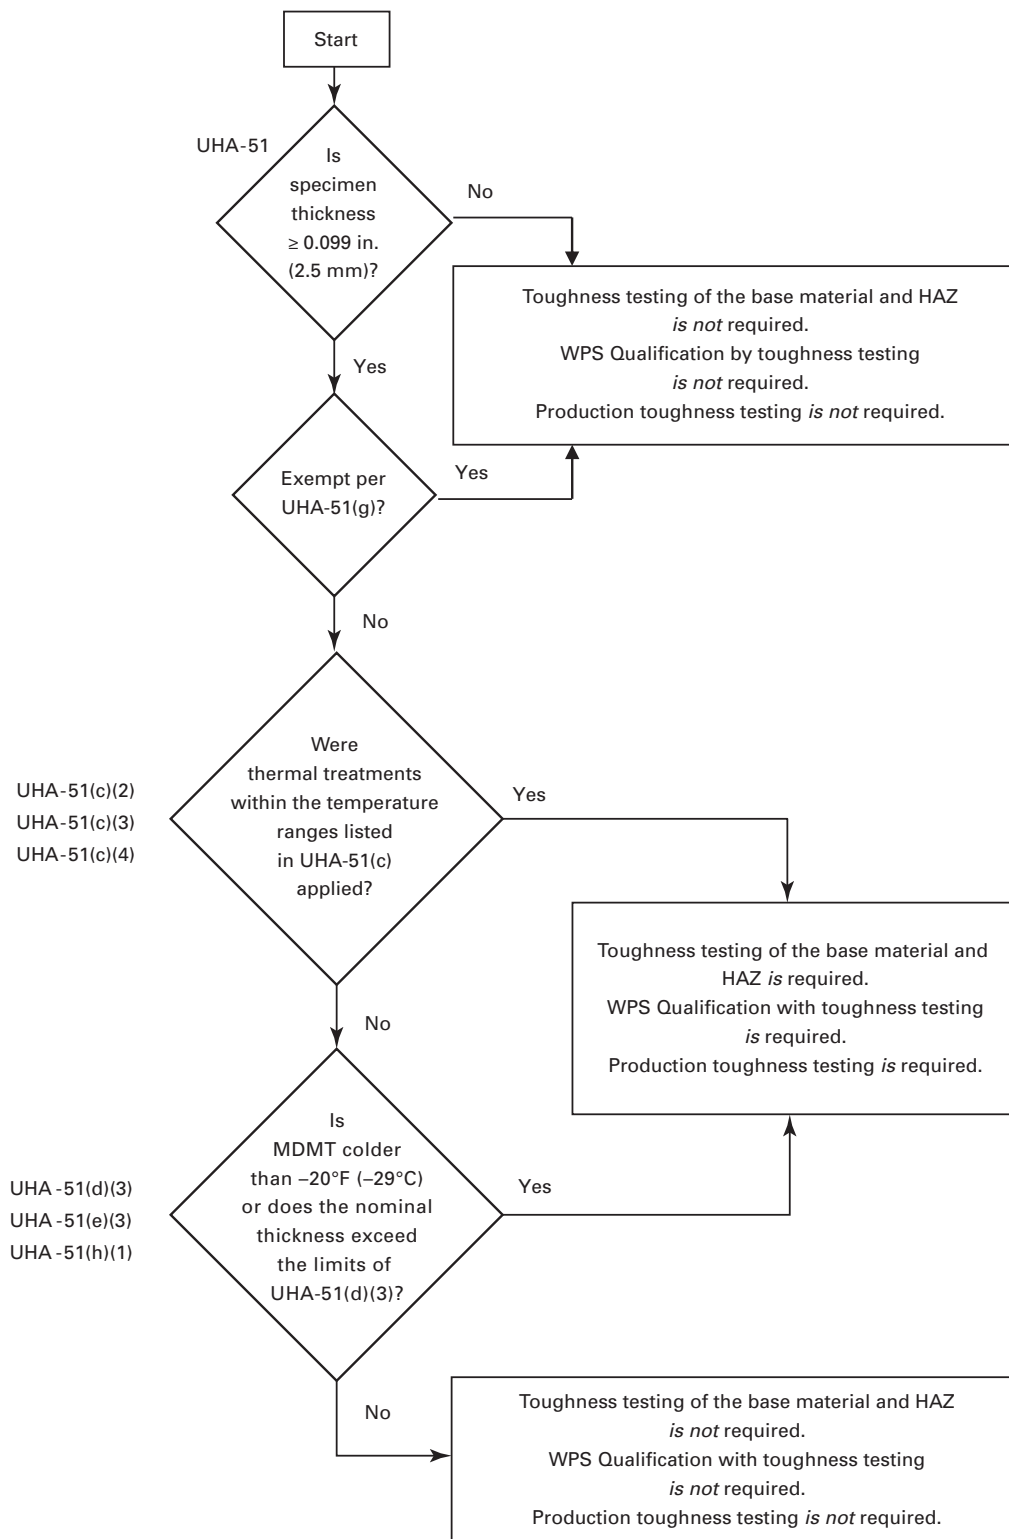 Start
UHA-51
Is
specimen
thickness
≥ 0.099 in.
(2.5 mm)?
No
Toughness testing of the base material and HAZ
is not required.
WPS Qualification by toughness testing
is not required.
Production toughness testing is not required.
Yes
Exempt per
UHA-51(g)?
Yes
No
Were
thermal treatments
within the temperature
ranges listed
in UHA-51(c)
applied?
UHA-51(c)(2)
UHA-51(c)(3)
UHA-51(c)(4)
Yes
Toughness testing of the base material and
HAZ is required.
WPS Qualification with toughness testing
is required.
Production toughness testing is required.
No
Is
MDMT colder
than –20°F (–29°C)
or does the nominal
thickness exceed
the limits of
UHA-51(d)(3)?
UHA-51(d)(3)
UHA-51(e)(3)
UHA-51(h)(1)
Yes
No
Toughness testing of the base material and HAZ
is not required.
WPS Qualification with toughness testing
is not required.
Production toughness testing is not required.